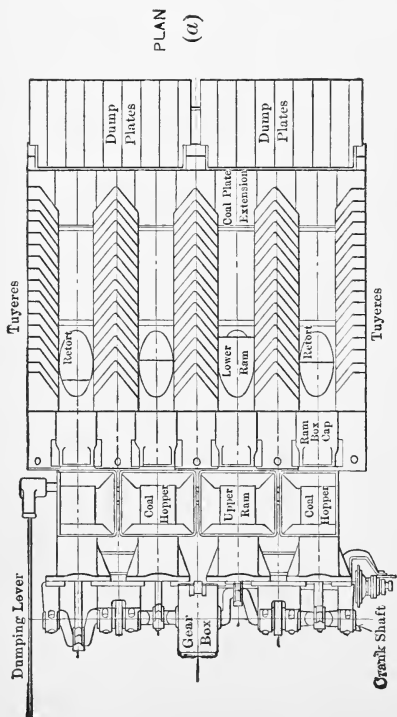 PLAN
(a)
Tuyeres
Dump
Plates
Dump
Plates
Coal Plate
Extension
Retort
Lower
Ram
Retort
Ram
Box
Cap
Coal
Hopper
Upper
Ram
Coal
Hopper
Dumping Lover
Gear
Box
Crank Shaft
Tuyeres